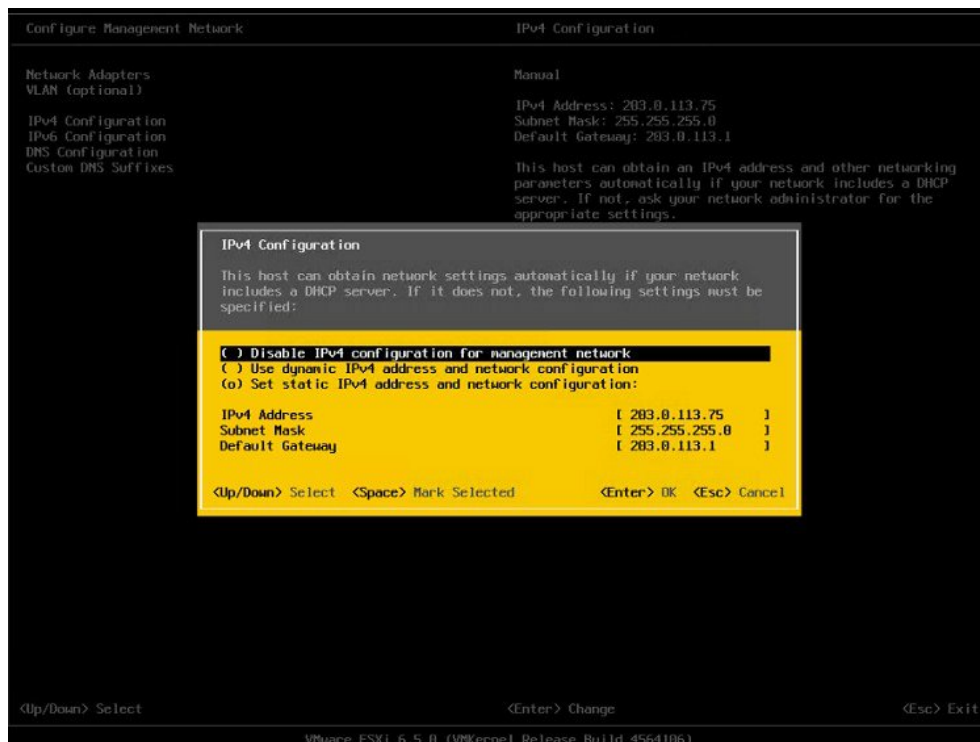 Configure Management Network
IPv4 Configuration
Network Adapters
VLAN (optional)
IPv4 Configuration
IPv6 Configuration
DNS Configuration
Custom DNS Suffixes
Manual
IPv4 Address: 203.0.113.75
Subnet Mask: 255.255.255.0
Default Gateway: 203.0.113.1
This host can obtain an IPv4 address and other networking
parameters automatically if your network includes a DHCP
server. If not, ask your network administrator for the
appropriate settings.
IPv4 Configuration
This host can obtain network settings automatically if your network
includes a DHCP server. If it does not, the following settings must be
specified:
( ) Disable IPv4 configuration for management network
( ) Use dynamic IPv4 address and network configuration
(o) Set static IPv4 address and network configuration:
IPv4 Address [ 203.0.113.75 ]
Subnet Mask [ 255.255.255.0 ]
Default Gateway [ 203.0.113.1 ]
<Up/Down> Select <Space> Mark Selected <Enter> OK <Esc> Cancel
<Up/Down> Select <Enter> Change <Esc> Exit
VMware ESXi 6.5.0 (VMKernel Release Build 4564106)